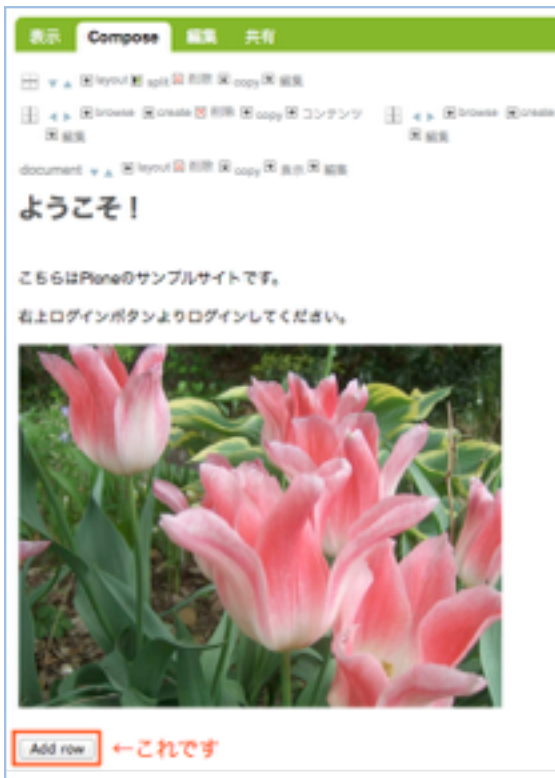 表示 Compose 編集 共有
layout split 削除 copy 編集
browse create 削除 copy コンテンツ browse create
編集 編集
document layout 削除 copy 表示 編集
ようこそ！
こちらはPloneのサンプルサイトです。
右上ログインボタンよりログインしてください。
Add row ←これです